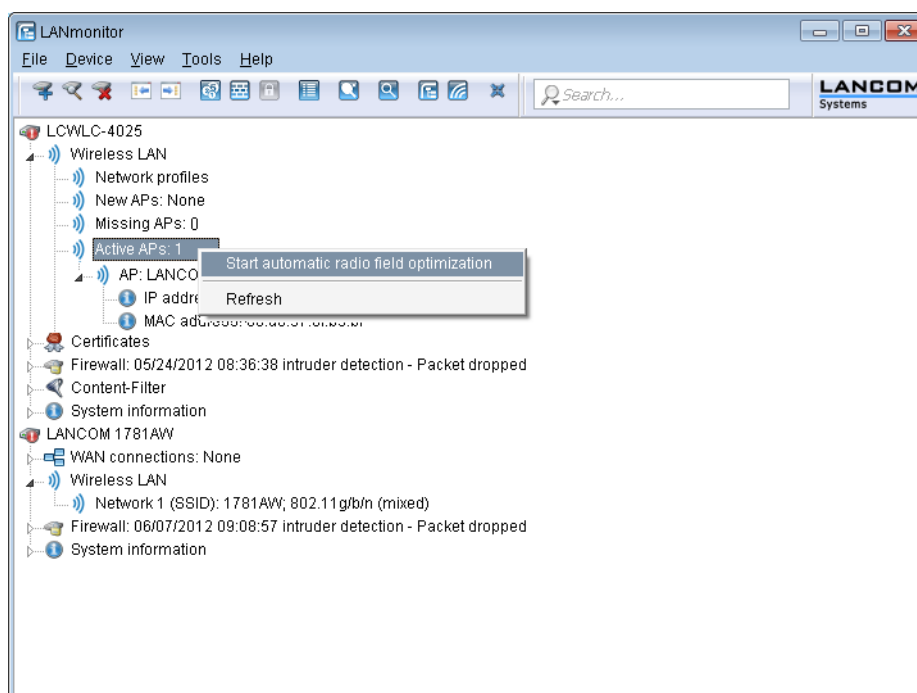 LANmonitor
File Device View Tools Help
Search...
LANCOM
Systems
LCWLC-4025
Wireless LAN
Network profiles
New APs: None
Missing APs: 0
Active APs: 1
Start automatic radio field optimization
AP: LANCO
IP addre
Refresh
MAC
Certificates
Firewall: 05/24/2012 08:36:38 intruder detection - Packet dropped
Content-Filter
System information
LANCOM 1781AW
WAN connections: None
Wireless LAN
Network 1 (SSID): 1781AW; 802.11g/b/n (mixed)
Firewall: 06/07/2012 09:08:57 intruder detection - Packet dropped
System information